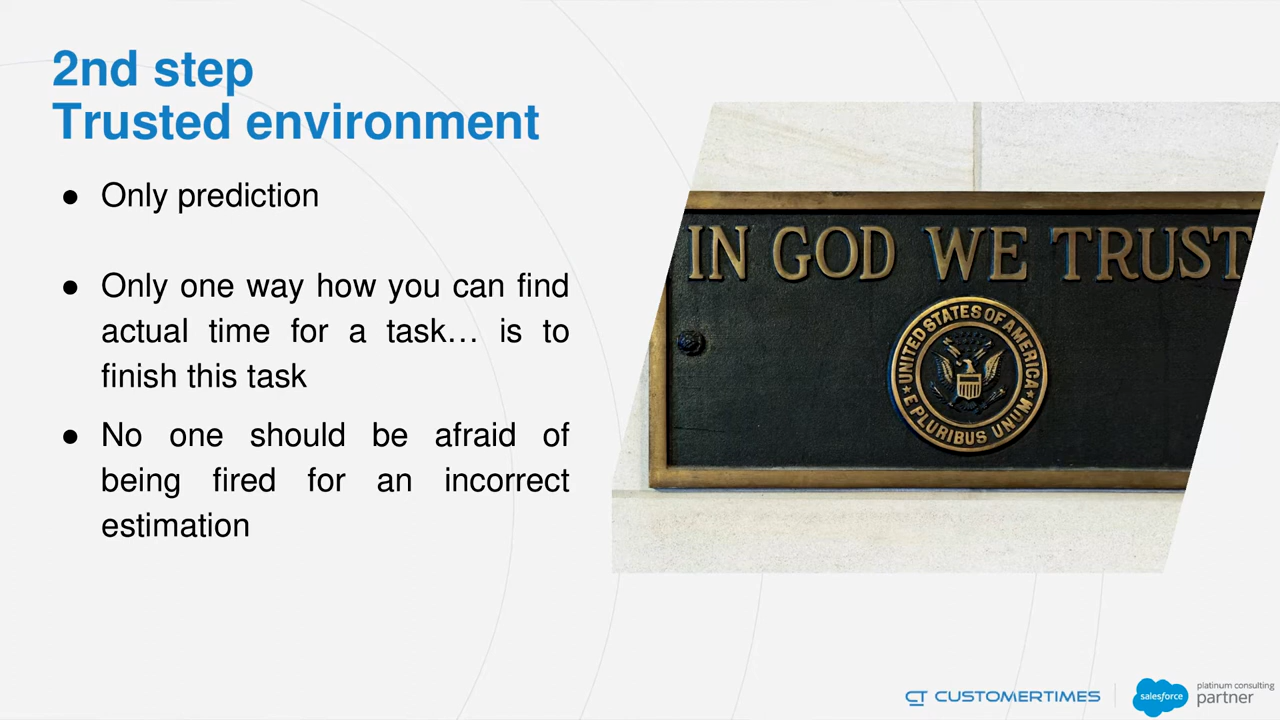 2nd step
Trusted environment
● Only prediction
● Only one way how you can find
actual time for a task… is to
finish this task
● No one should be afraid of
being fired for an incorrect
estimation
IN GOD WE TRUST
UNITED STATES OF AMERICA
★ E PLURIBUS UNUM ★
CT CUSTOMERTIMES
salesforce
platinum consulting
partner